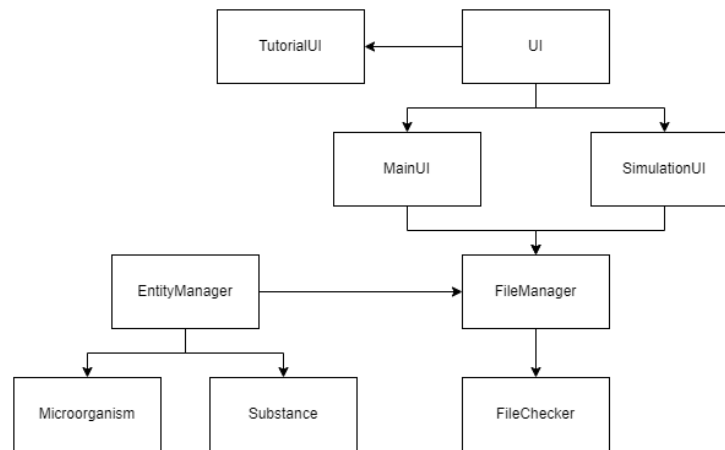 TutorialUI
UI
MainUI
SimulationUI
EntityManager
FileManager
Microorganism
Substance
FileChecker